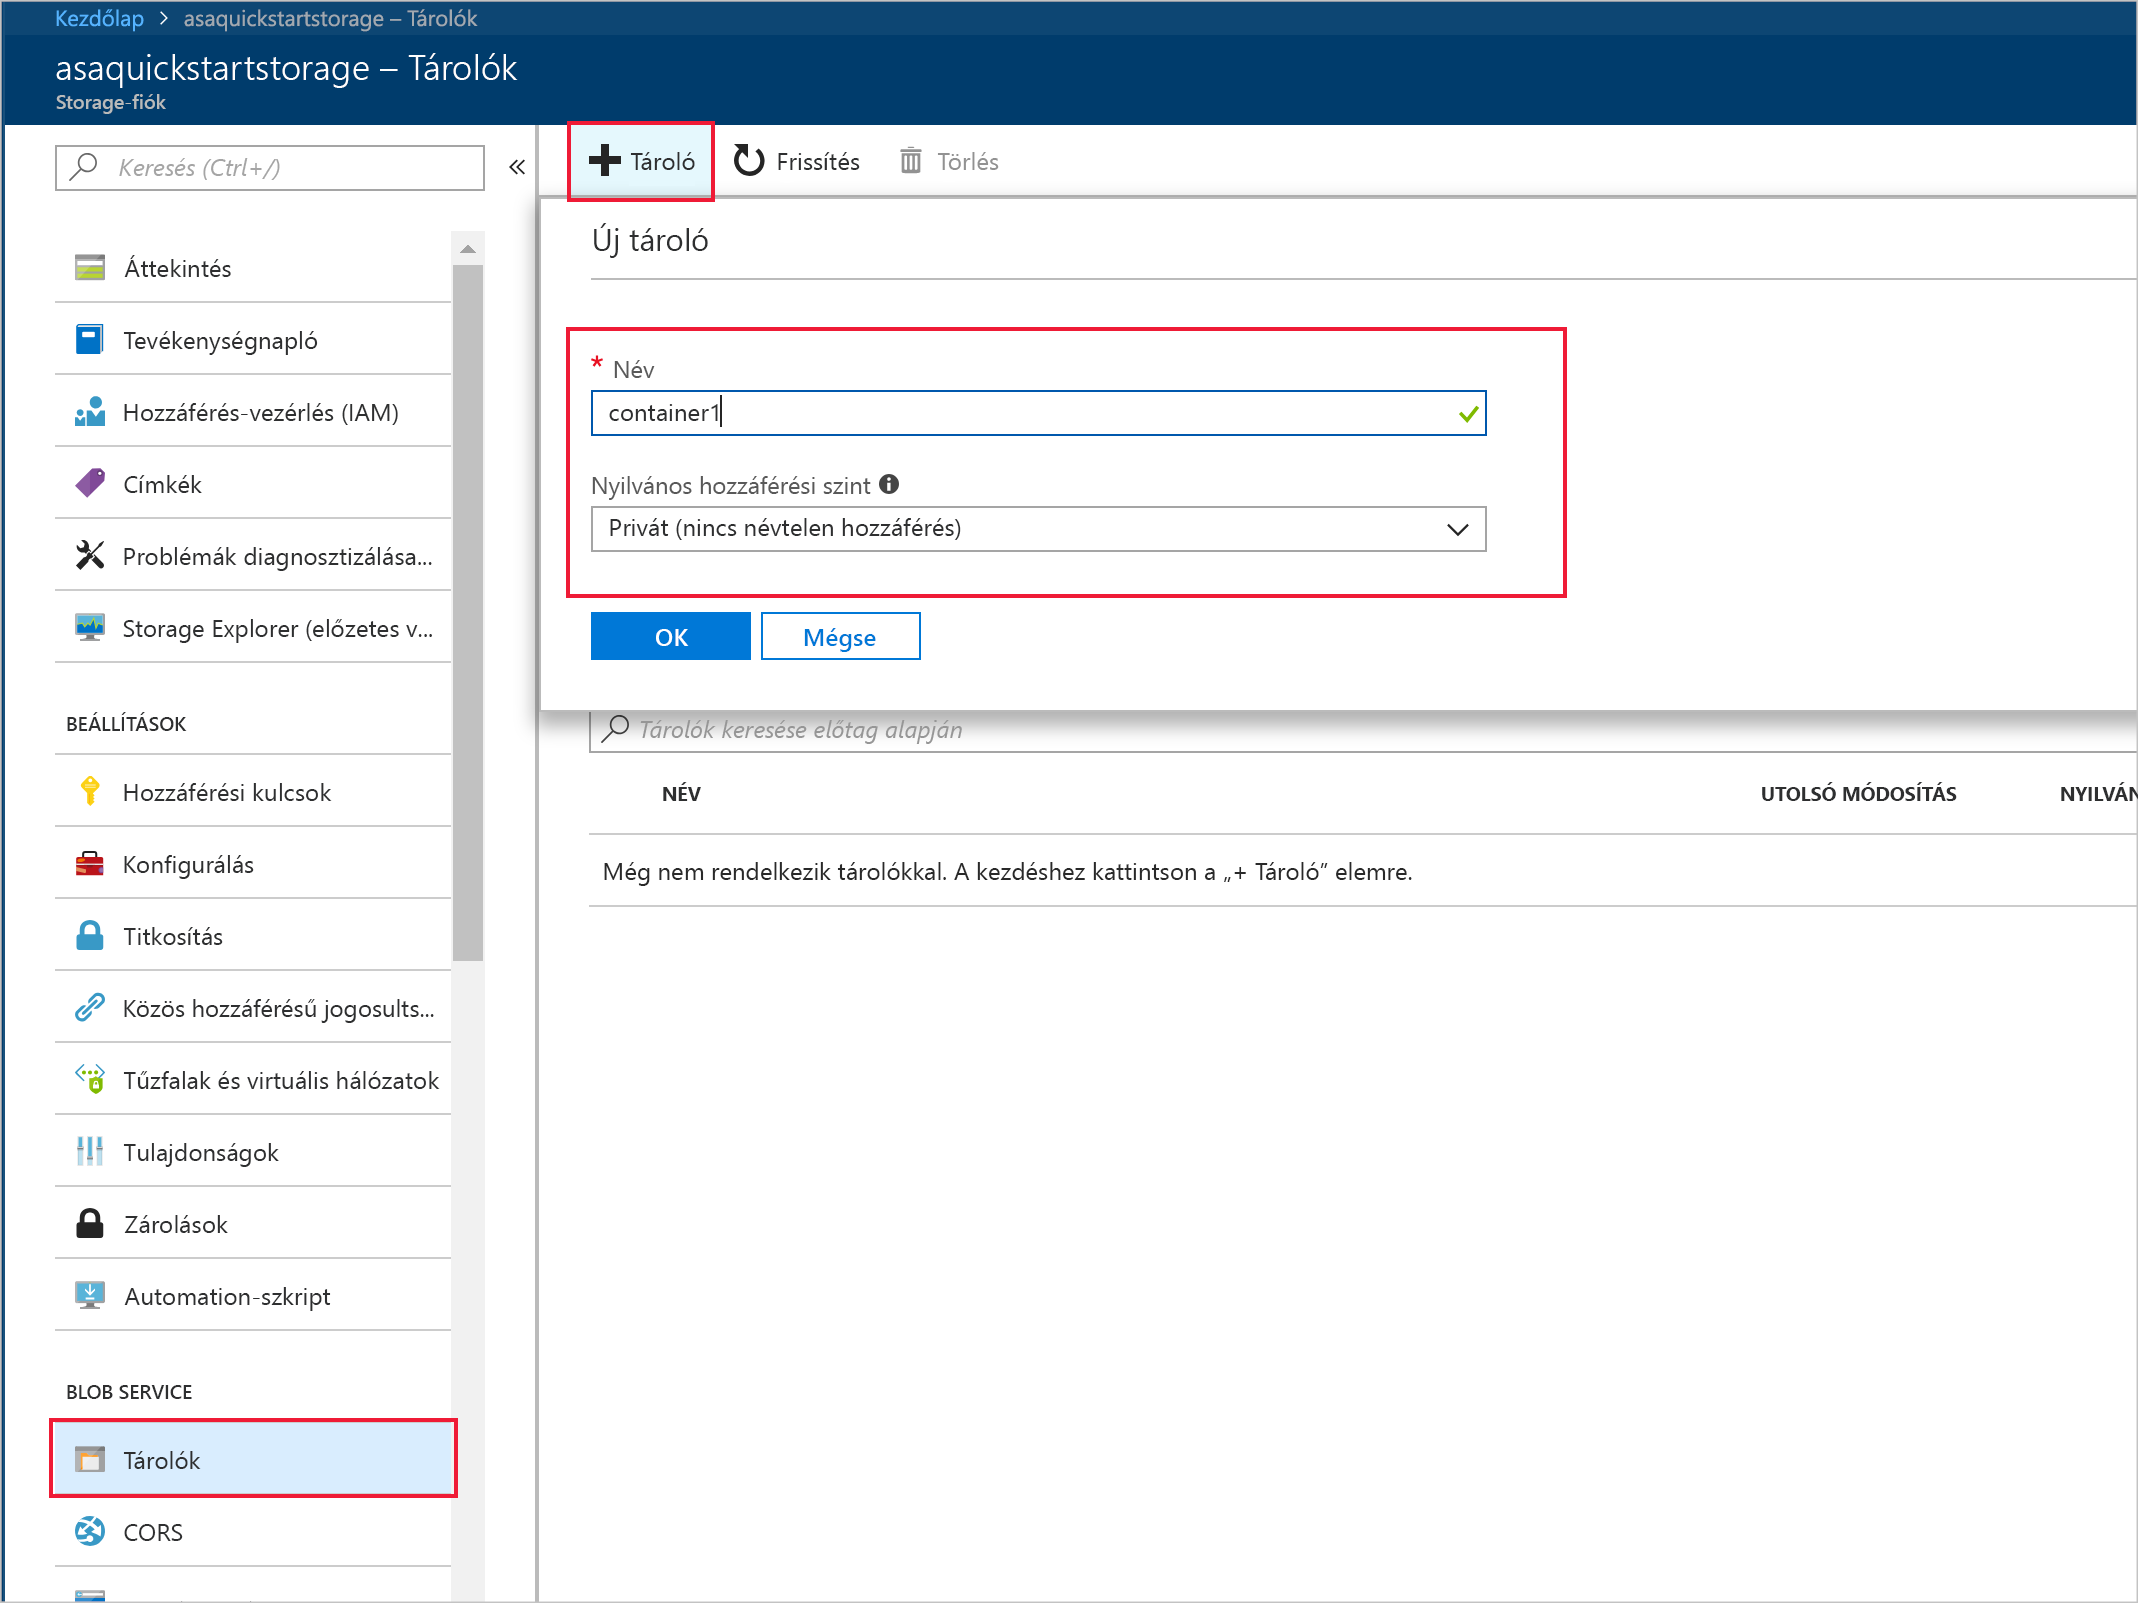 Kezdőlap > asaquickstartstorage – Tárolók
asaquickstartstorage – Tárolók
Storage-fiók
Keresés (Ctrl+/)
«
Áttekintés
Tevékenységnapló
Hozzáférés-vezérlés (IAM)
Címkék
Problémák diagnosztizálása...
Storage Explorer (előzetes v...
BEÁLLÍTÁSOK
Hozzáférési kulcsok
Konfigurálás
Titkosítás
Közös hozzáférésű jogosults...
Tűzfalak és virtuális hálózatok
Tulajdonságok
Zárolások
Automation-szkript
BLOB SERVICE
Tárolók
CORS
Tároló Frissítés Törlés
Új tároló
* Név
container1
Nyilvános hozzáférési szint
Privát (nincs névtelen hozzáférés)
OK Mégse
Tárolók keresése előtag alapján
NÉV UTOLSÓ MÓDOSÍTÁS NYILVÁN
Még nem rendelkezik tárolókkal. A kezdéshez kattintson a „+ Tároló” elemre.